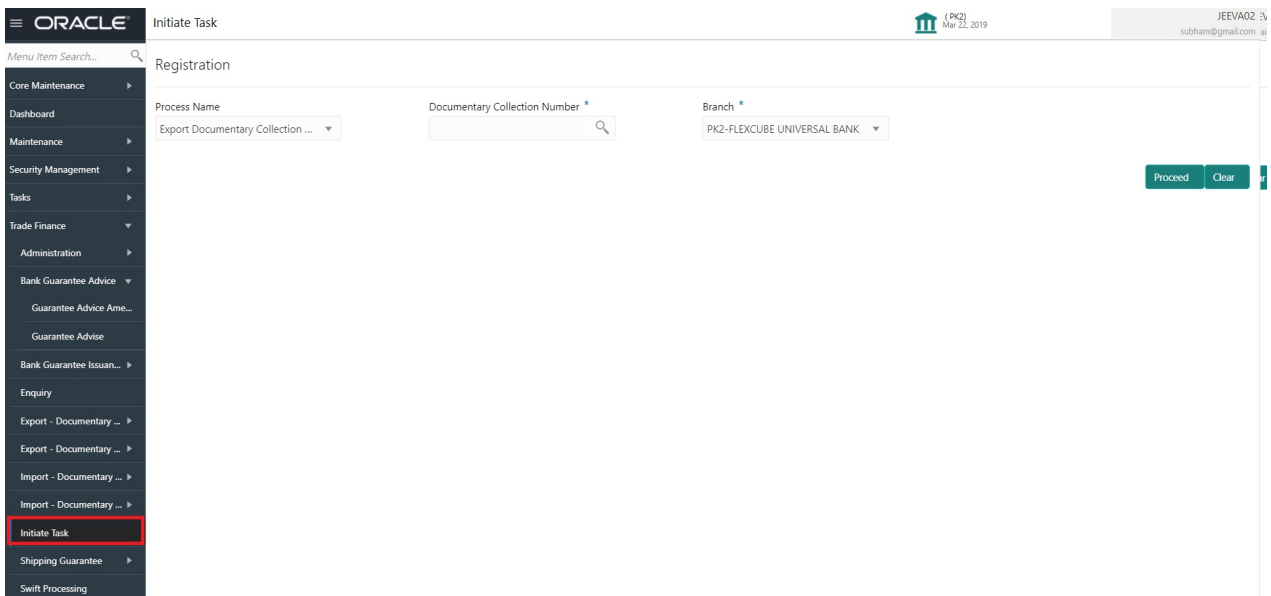 ORACLE
Initiate Task
( PK2)
Mar 22, 2019
JEEVA02
subham@gmail.com
Menu Item Search...
Registration
Core Maintenance
Dashboard
Maintenance
Security Management
Tasks
Trade Finance
Administration
Bank Guarantee Advice
Guarantee Advice Ame...
Guarantee Advise
Bank Guarantee Issuan...
Enquiry
Export - Documentary ...
Export - Documentary ...
Import - Documentary ...
Import - Documentary ...
Initiate Task
Shipping Guarantee
Swift Processing
Process Name
Export Documentary Collection ...
Documentary Collection Number *
Branch *
PK2-FLEXCUBE UNIVERSAL BANK
Proceed
Clear